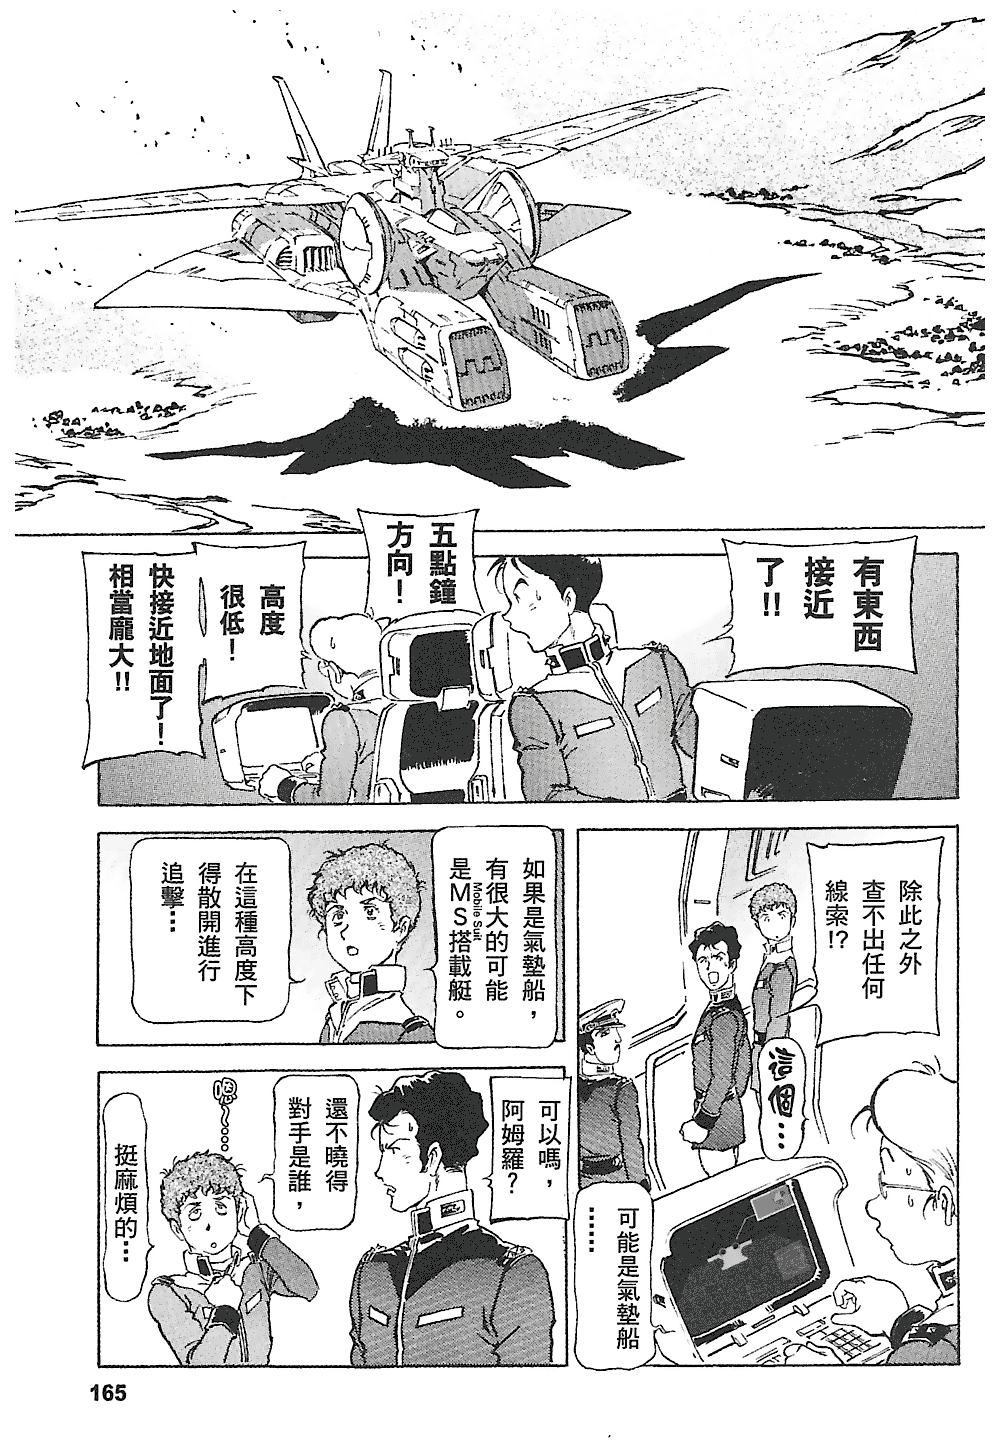 有東西
接近
了!!
五點鐘
方向！
高度
很低！
快接近地面了！
相當龐大!!
除此之外
查不出任何
線索!?
這個…
可能是氣墊船
……
如果是氣墊船，
有很大的可能
是MS搭載艇。
Mobile Suit
在這種高度下
得散開進行
追擊…
可以嗎，
阿姆羅？
還不曉得
對手是誰，
嗯～……
挺麻煩的…
165